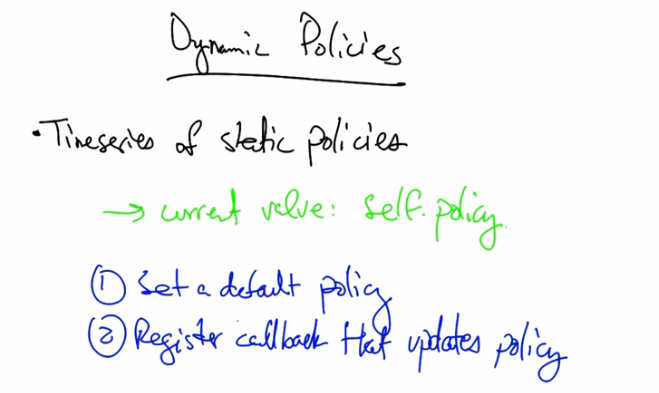 Dynamic Policies
• Timeseries of static policies
→ current value: self.policy
① Set a default policy
② Register callback that updates policy